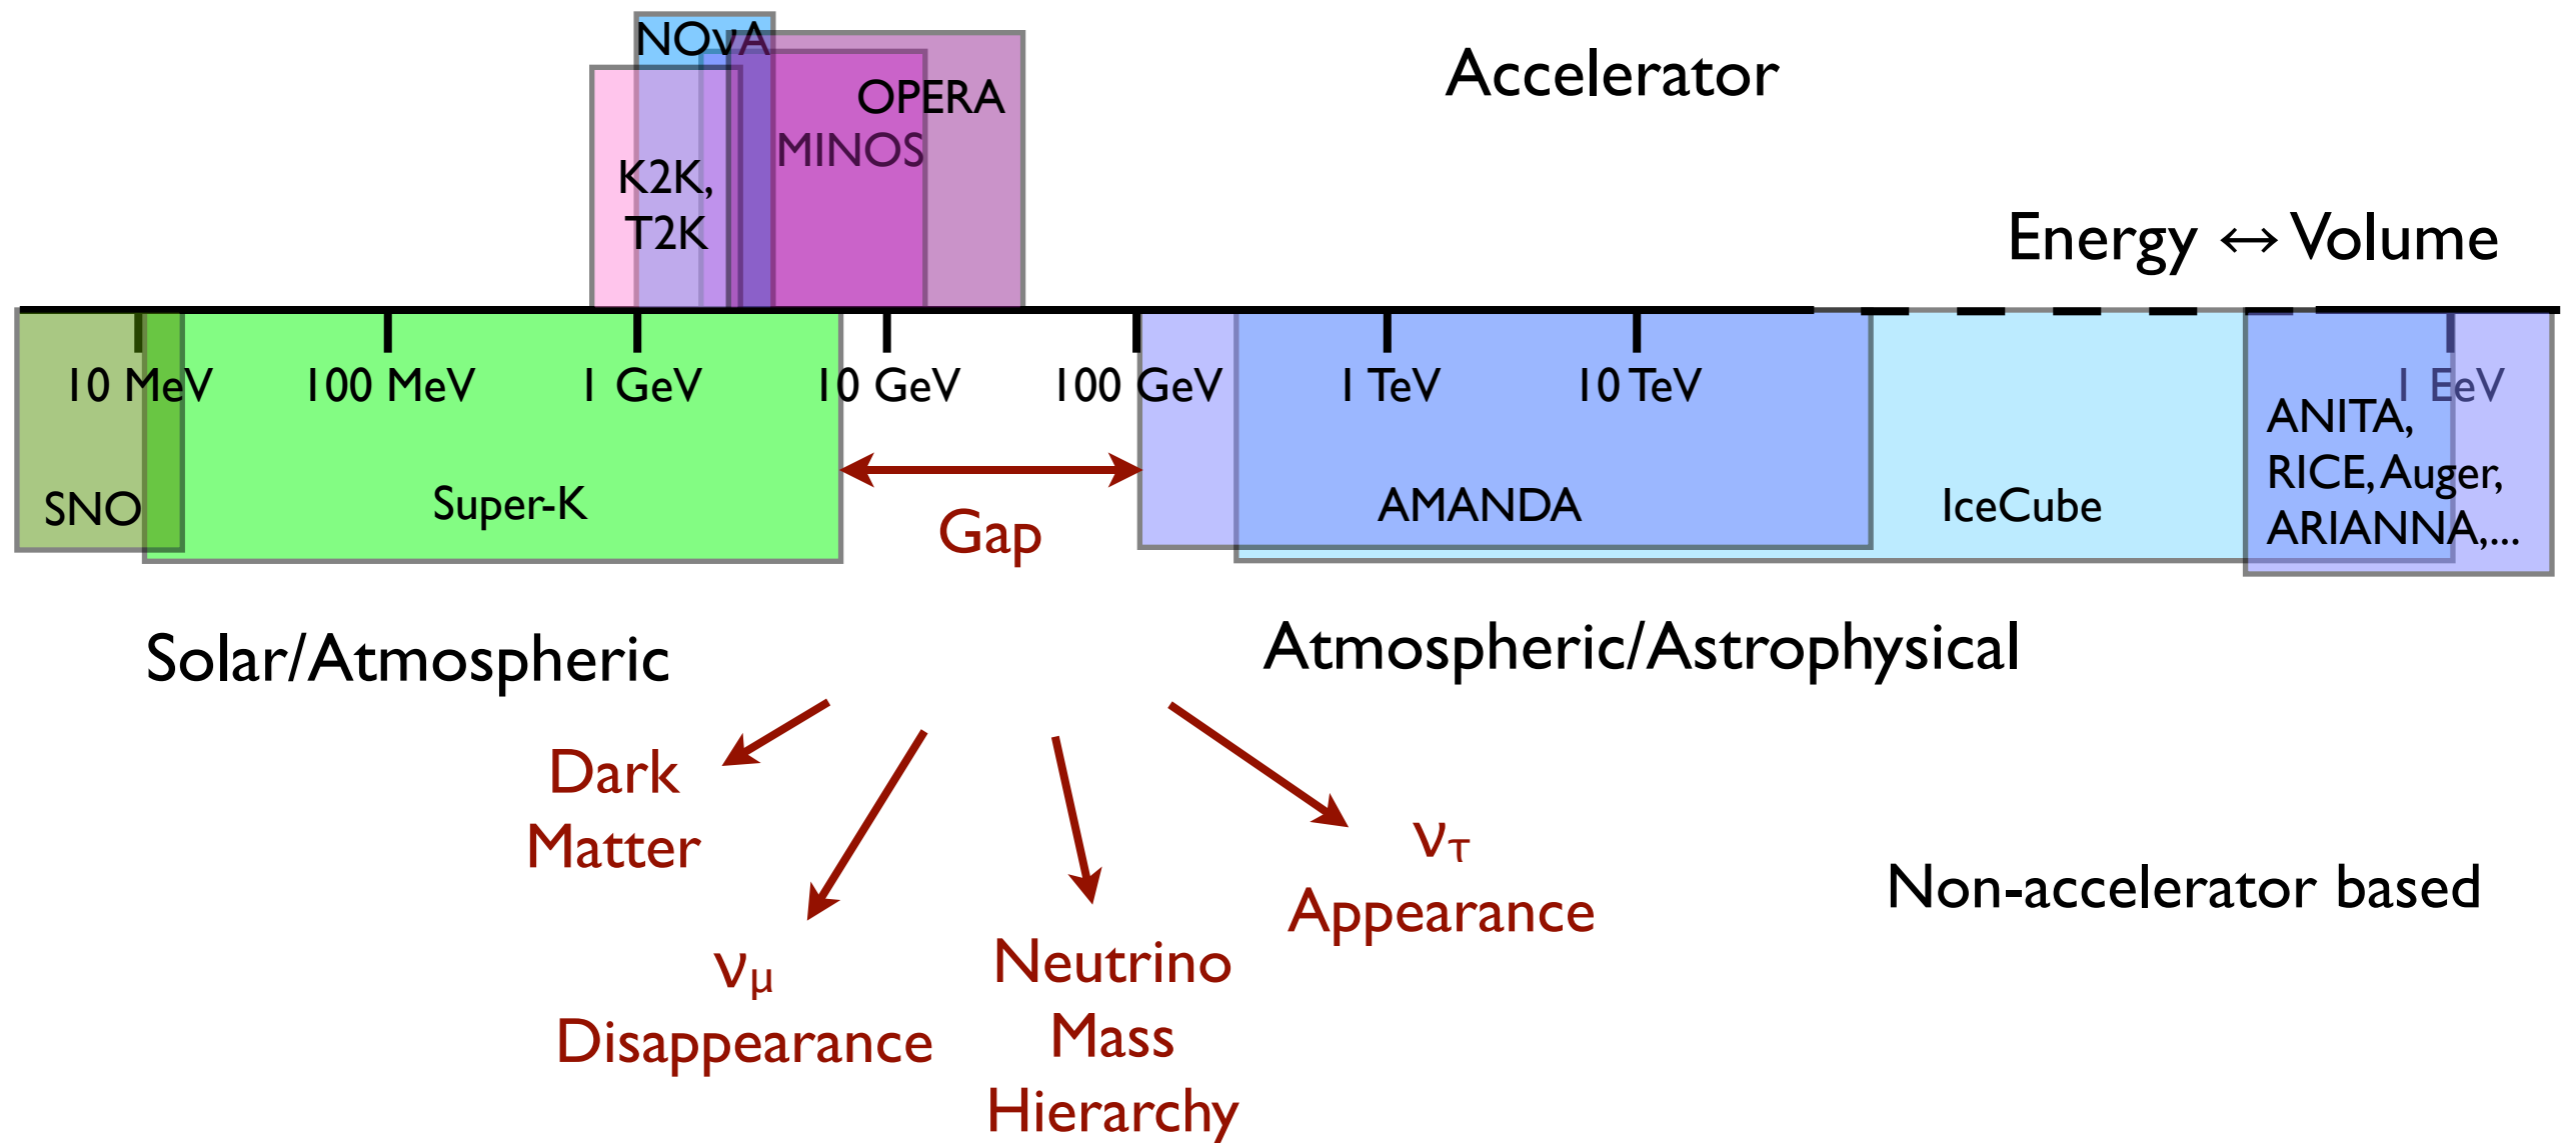 NOνA
Accelerator
OPERA
MINOS
K2K,
T2K
Energy ↔ Volume
10 MeV
100 MeV
1 GeV
10 GeV
100 GeV
1 TeV
10 TeV
1 EeV
SNO
Super-K
Gap
AMANDA
IceCube
ANITA,
RICE, Auger,
ARIANNA,...
Solar/Atmospheric
Atmospheric/Astrophysical
Dark
Matter
νμ
Disappearance
Neutrino
Mass
Hierarchy
ντ
Appearance
Non-accelerator based